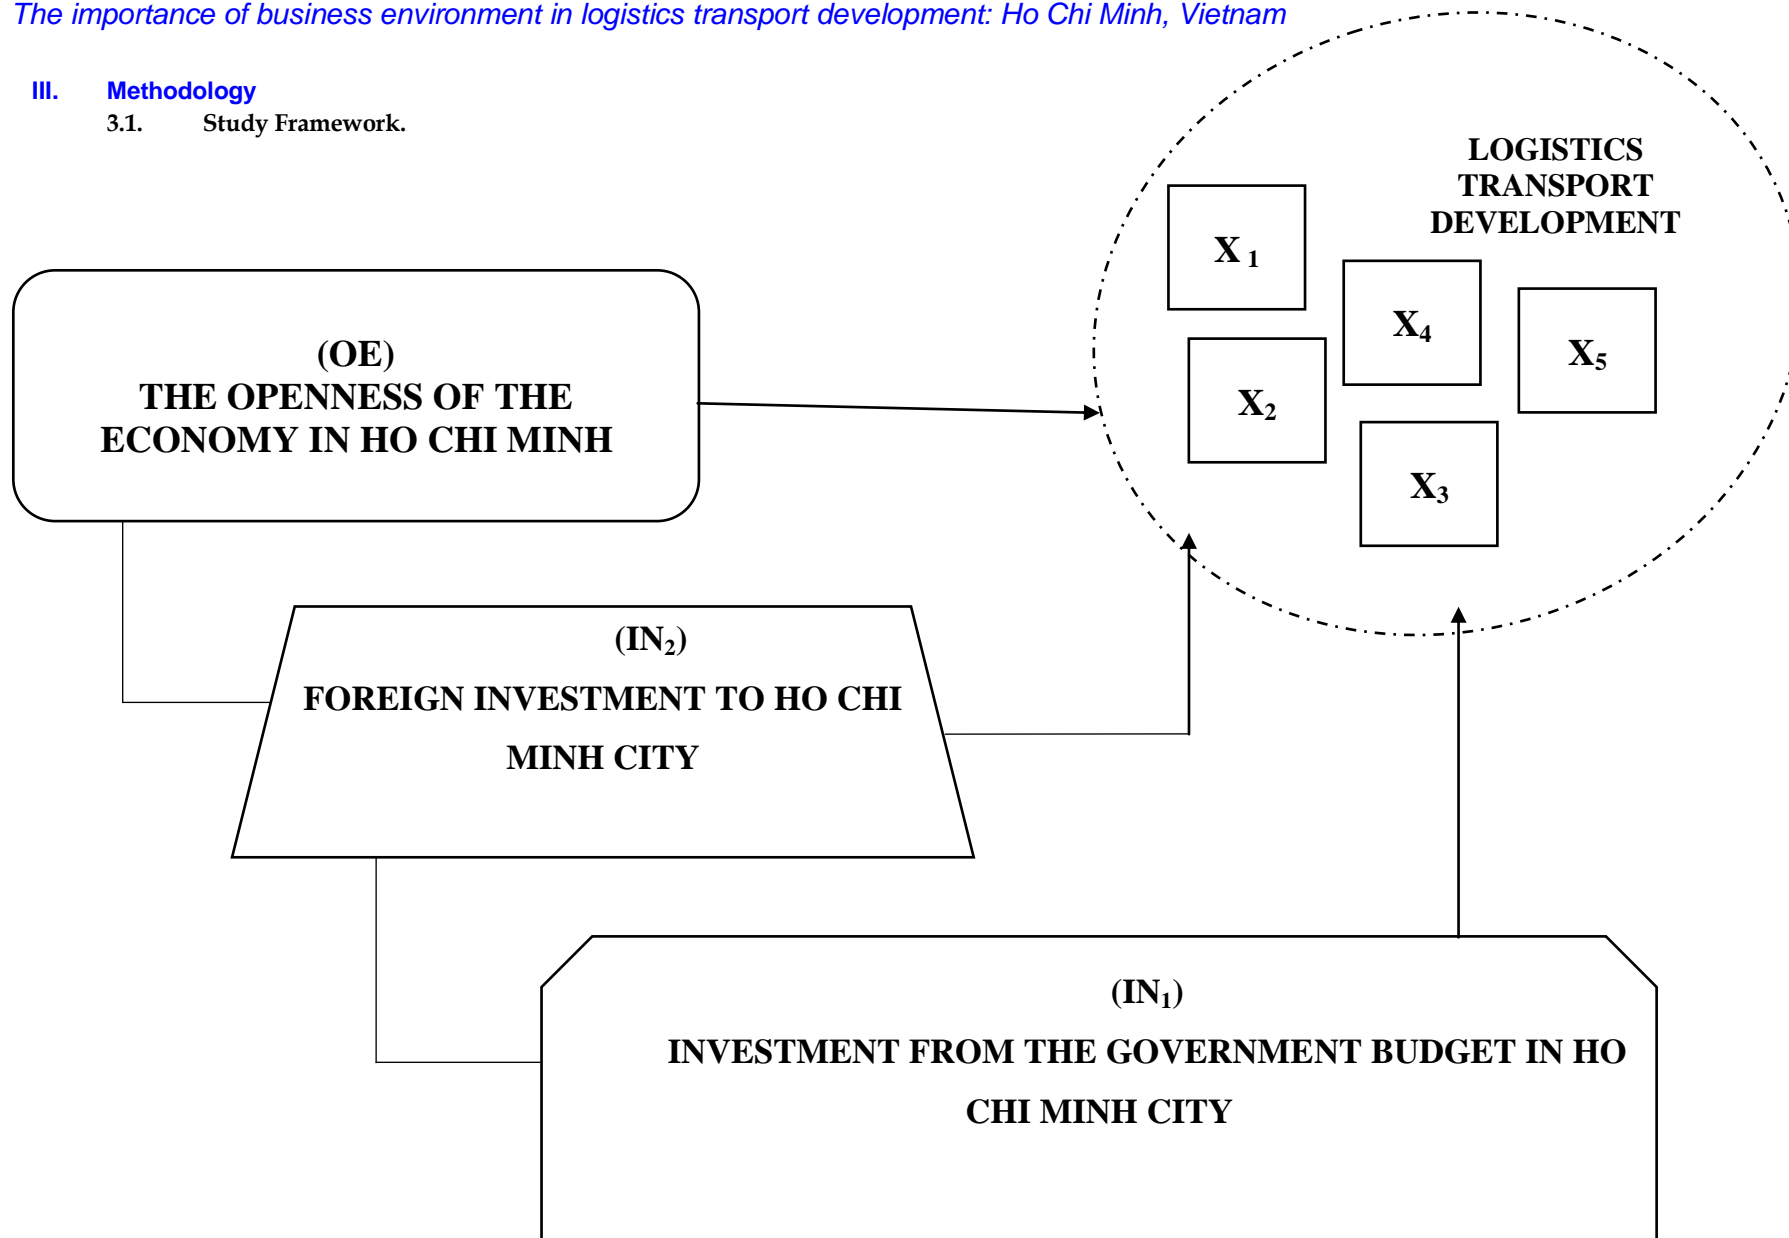 The importance of business environment in logistics transport development: Ho Chi Minh, Vietnam
III. Methodology
3.1. Study Framework.
LOGISTICS
TRANSPORT
DEVELOPMENT
X 1
X4
X5
X2
X3
(OE)
THE OPENNESS OF THE
ECONOMY IN HO CHI MINH
(IN2)
FOREIGN INVESTMENT TO HO CHI
MINH CITY
(IN1)
INVESTMENT FROM THE GOVERNMENT BUDGET IN HO
CHI MINH CITY